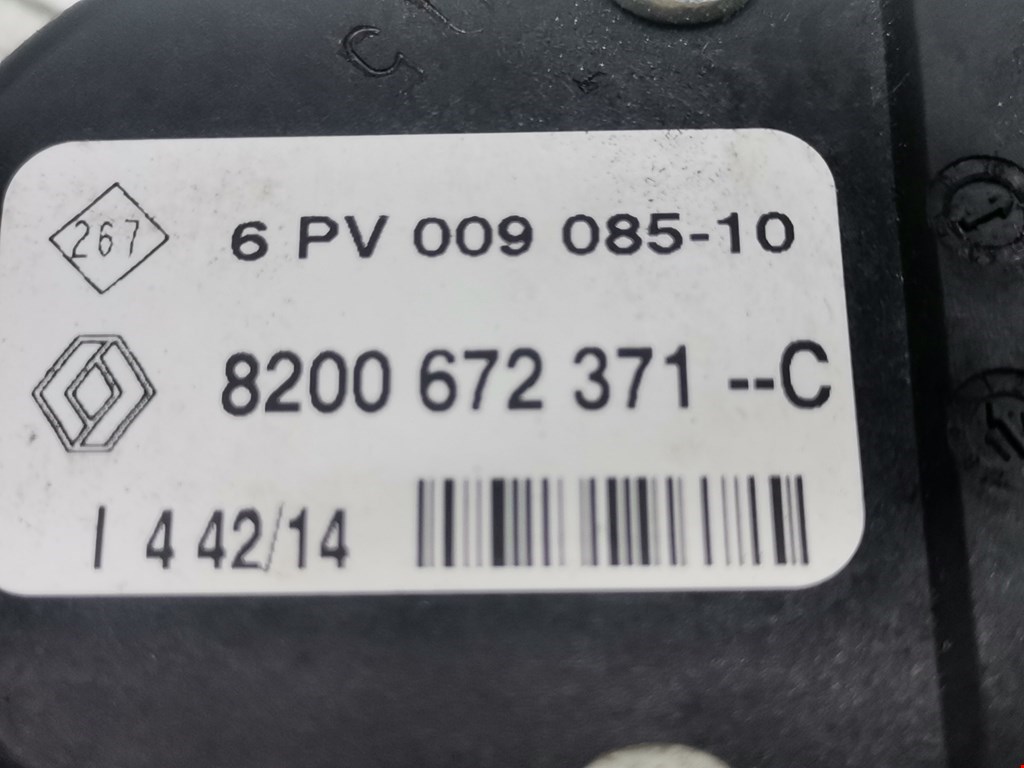 267
6 PV 009 085-10
8200 672 371 --C
I 4 42/14